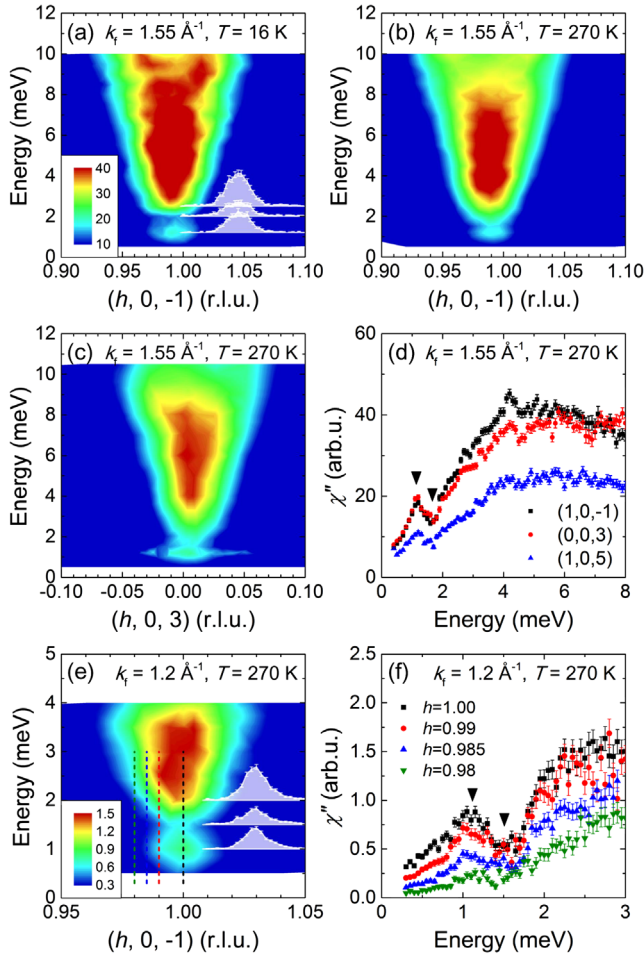 (a) kf = 1.55 Å-1, T = 16 K
Energy (meV)
12
10
8
6
4
2
0
40
30
20
10
0.90 0.95 1.00 1.05 1.10
(h, 0, -1) (r.l.u.)
(b) kf = 1.55 Å-1, T = 270 K
Energy (meV)
12
10
8
6
4
2
0
0.90 0.95 1.00 1.05 1.10
(h, 0, -1) (r.l.u.)
(c) kf = 1.55 Å-1, T = 270 K
Energy (meV)
12
10
8
6
4
2
0
-0.10 -0.05 0.00 0.05 0.10
(h, 0, 3) (r.l.u.)
(d) kf = 1.55 Å-1, T = 270 K
χ″ (arb.u.)
60
40
20
0
(1,0,-1)
(0,0,3)
(1,0,5)
0 2 4 6 8
Energy (meV)
(e) kf = 1.2 Å-1, T = 270 K
Energy (meV)
5
4
3
2
1
0
1.5
1.2
0.9
0.6
0.3
0.95 1.00 1.05
(h, 0, -1) (r.l.u.)
(f) kf = 1.2 Å-1, T = 270 K
χ″ (arb.u.)
2.5
2.0
1.5
1.0
0.5
0.0
h=1.00
h=0.99
h=0.985
h=0.98
0 1 2 3
Energy (meV)